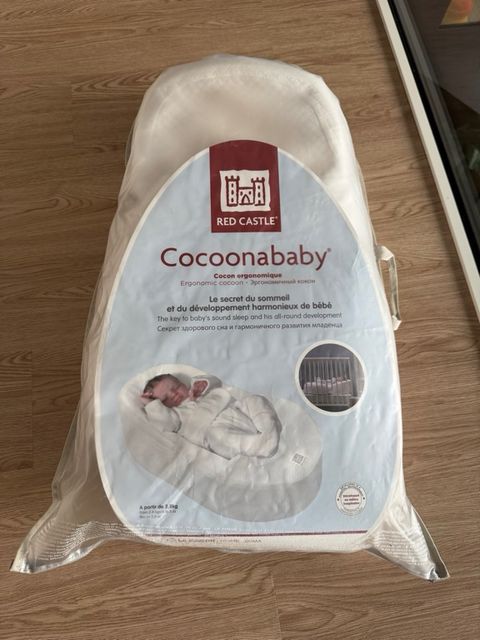 RED CASTLE®
Cocoonababy®
Cocon ergonomique
Ergonomic cocoon - Эргономичный кокон
Le secret du sommeil
et du développement harmonieux de bébé
The key to baby's sound sleep and his all-round development
Секрет здорового сна и гармоничного развития младенца
A partir de 2.8kg